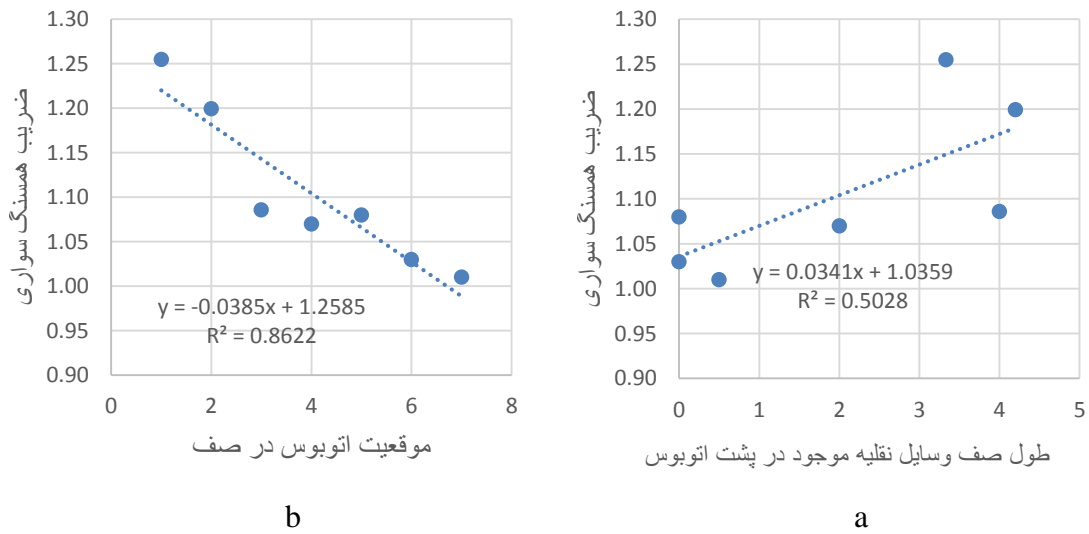 ضریب همسنگ سواری
1.30
1.25
1.20
1.15
1.10
1.05
1.00
0.95
0.90
y = -0.0385x + 1.2585
R² = 0.8622
0 2 4 6 8
موقعیت اتوبوس در صف
b
ضریب همسنگ سواری
1.30
1.25
1.20
1.15
1.10
1.05
1.00
0.95
0.90
y = 0.0341x + 1.0359
R² = 0.5028
0 1 2 3 4 5
طول صف وسایل نقلیه موجود در پشت اتوبوس
a